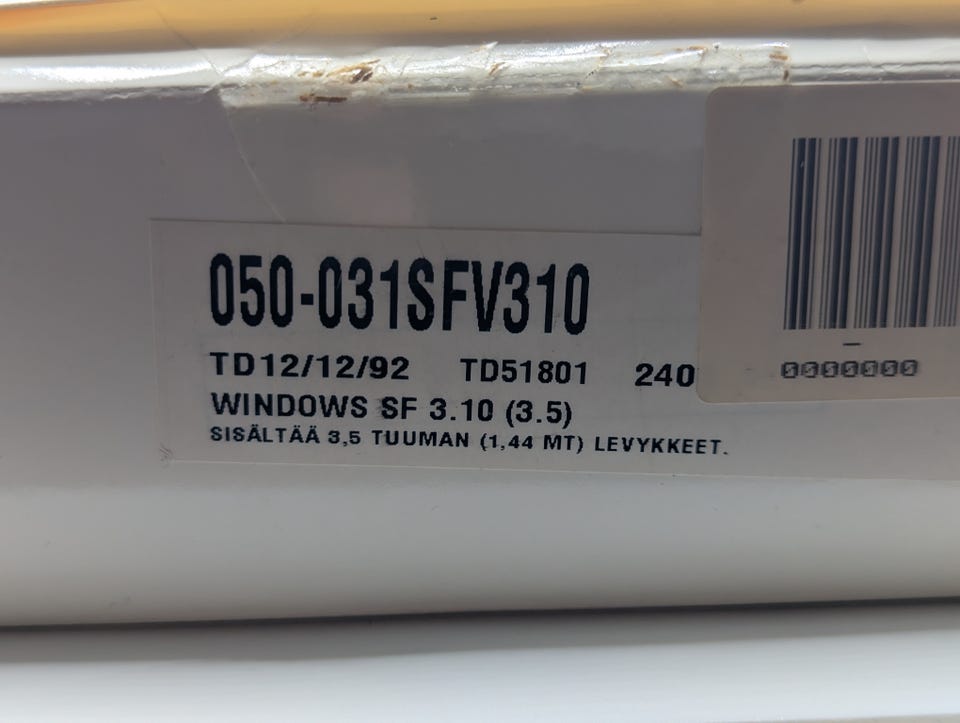 050-031SFV310
TD12/12/92 TD51801 240
WINDOWS SF 3.10 (3.5)
SISÄLTÄÄ 3,5 TUUMAN (1,44 MT) LEVYKKEET.
0000000